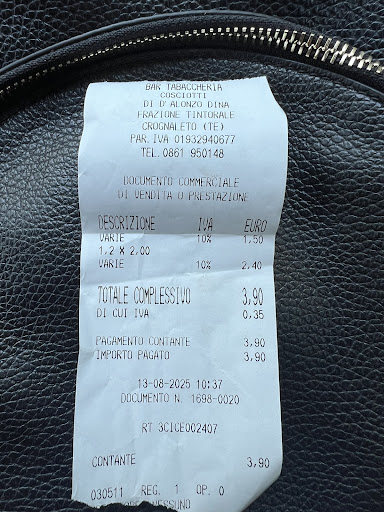 BAR TABACCHERIA
COSCIOTTI
DI D'ALONZO DINA
FRAZIONE TINTORALE
CROGNALETO (TE)
PAR.IVA 01932940677
TEL.0861 950148
DOCUMENTO COMMERCIALE
DI VENDITA O PRESTAZIONE
DESCRIZIONE IVA EURO
VARIE 10% 1,50
1,2 X 2,00
VARIE 10% 2,40
TOTALE COMPLESSIVO 3,90
DI CUI IVA 0,35
PAGAMENTO CONTANTE 3,90
IMPORTO PAGATO 3,90
13-08-2025 10:37
DOCUMENTO N. 1698-0020
RT 3CICE002407
CONTANTE 3,90
030511 REG. 1 OP. 0
NESSUNO